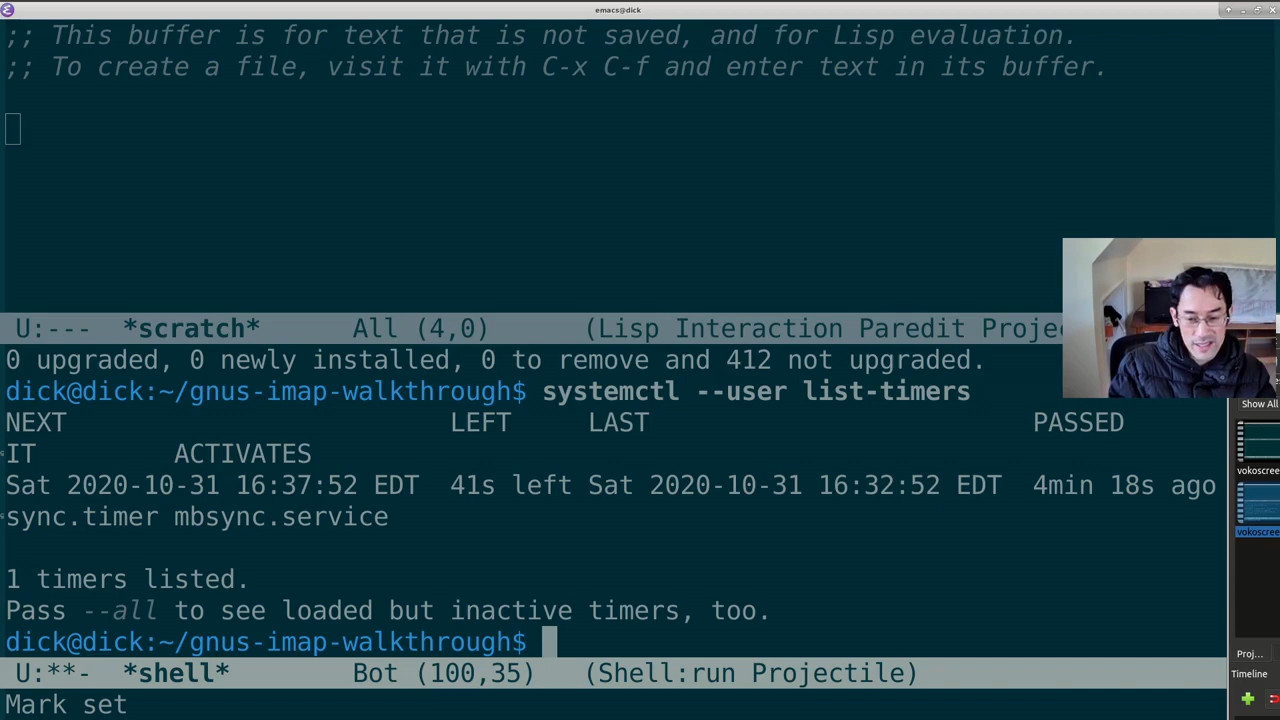 emacs@dick
;; This buffer is for text that is not saved, and for Lisp evaluation.
;; To create a file, visit it with C-x C-f and enter text in its buffer.
U:--- *scratch* All (4,0) (Lisp Interaction Paredit Proje
0 upgraded, 0 newly installed, 0 to remove and 412 not upgraded.
dick@dick:~/gnus-imap-walkthrough$ systemctl --user list-timers
NEXT LEFT LAST PASSED
IT ACTIVATES
Sat 2020-10-31 16:37:52 EDT 41s left Sat 2020-10-31 16:32:52 EDT 4min 18s ago
sync.timer mbsync.service
1 timers listed.
Pass --all to see loaded but inactive timers, too.
dick@dick:~/gnus-imap-walkthrough$
U:**- *shell* Bot (100,35) (Shell:run Projectile)
Mark set
Show All
vokoscree
vokoscree
Proj...
Timeline